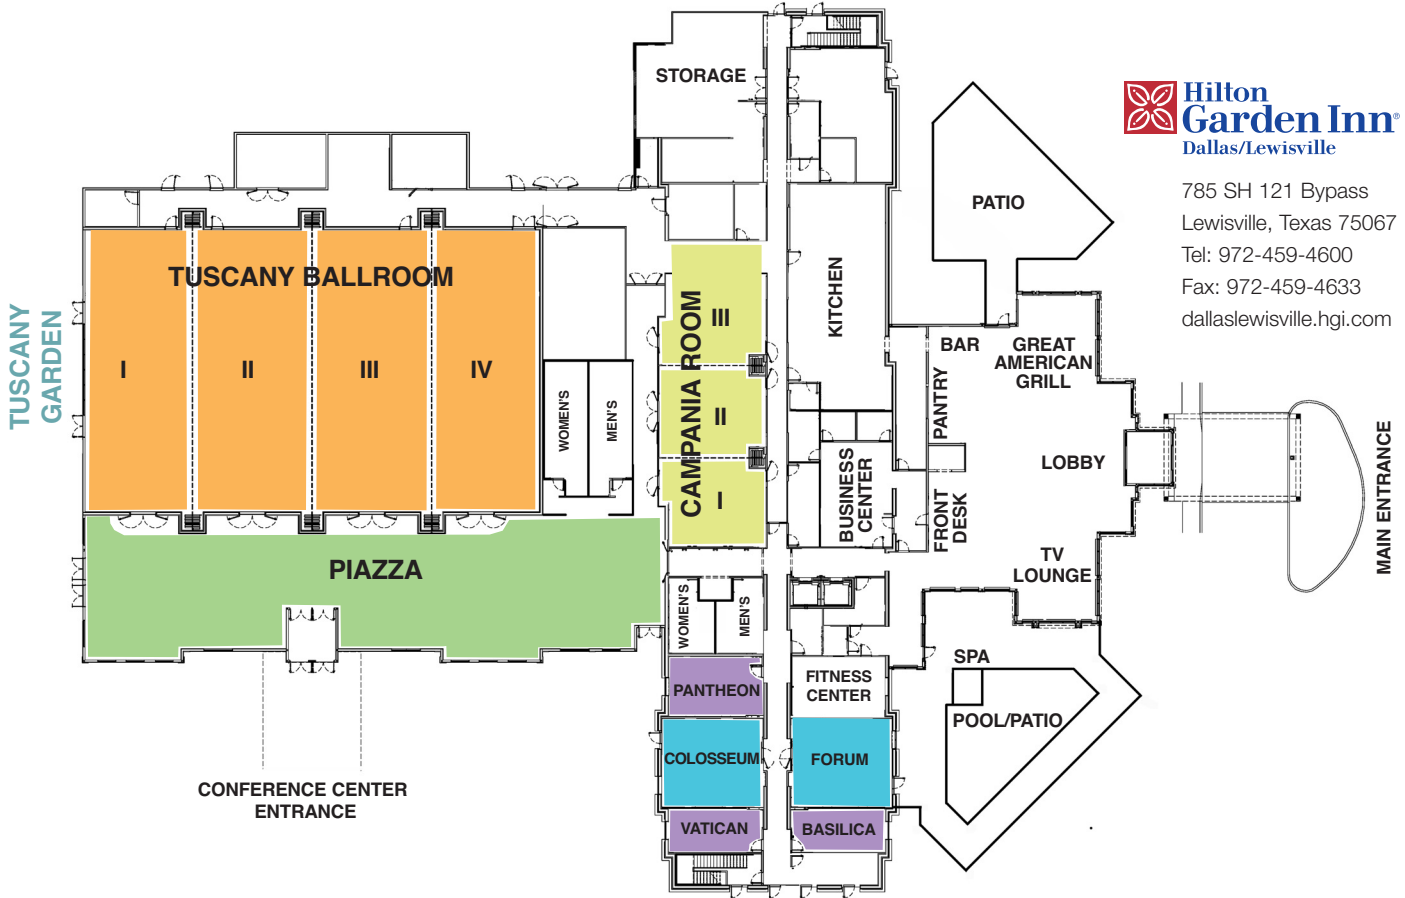 Hilton
Garden Inn®
Dallas/Lewisville
785 SH 121 Bypass
Lewisville, Texas 75067
Tel: 972-459-4600
Fax: 972-459-4633
dallaslewisville.hgi.com
STORAGE
PATIO
KITCHEN
TUSCANY
GARDEN
TUSCANY BALLROOM
I
II
III
IV
WOMEN'S
MEN'S
CAMPANIA ROOM
III
II
I
BAR
GREAT
AMERICAN
GRILL
PANTRY
LOBBY
MAIN ENTRANCE
BUSINESS
CENTER
FRONT
DESK
TV
LOUNGE
PIAZZA
WOMEN'S
MEN'S
SPA
POOL/PATIO
PANTHEON
FITNESS
CENTER
COLOSSEUM
FORUM
VATICAN
BASILICA
CONFERENCE CENTER
ENTRANCE